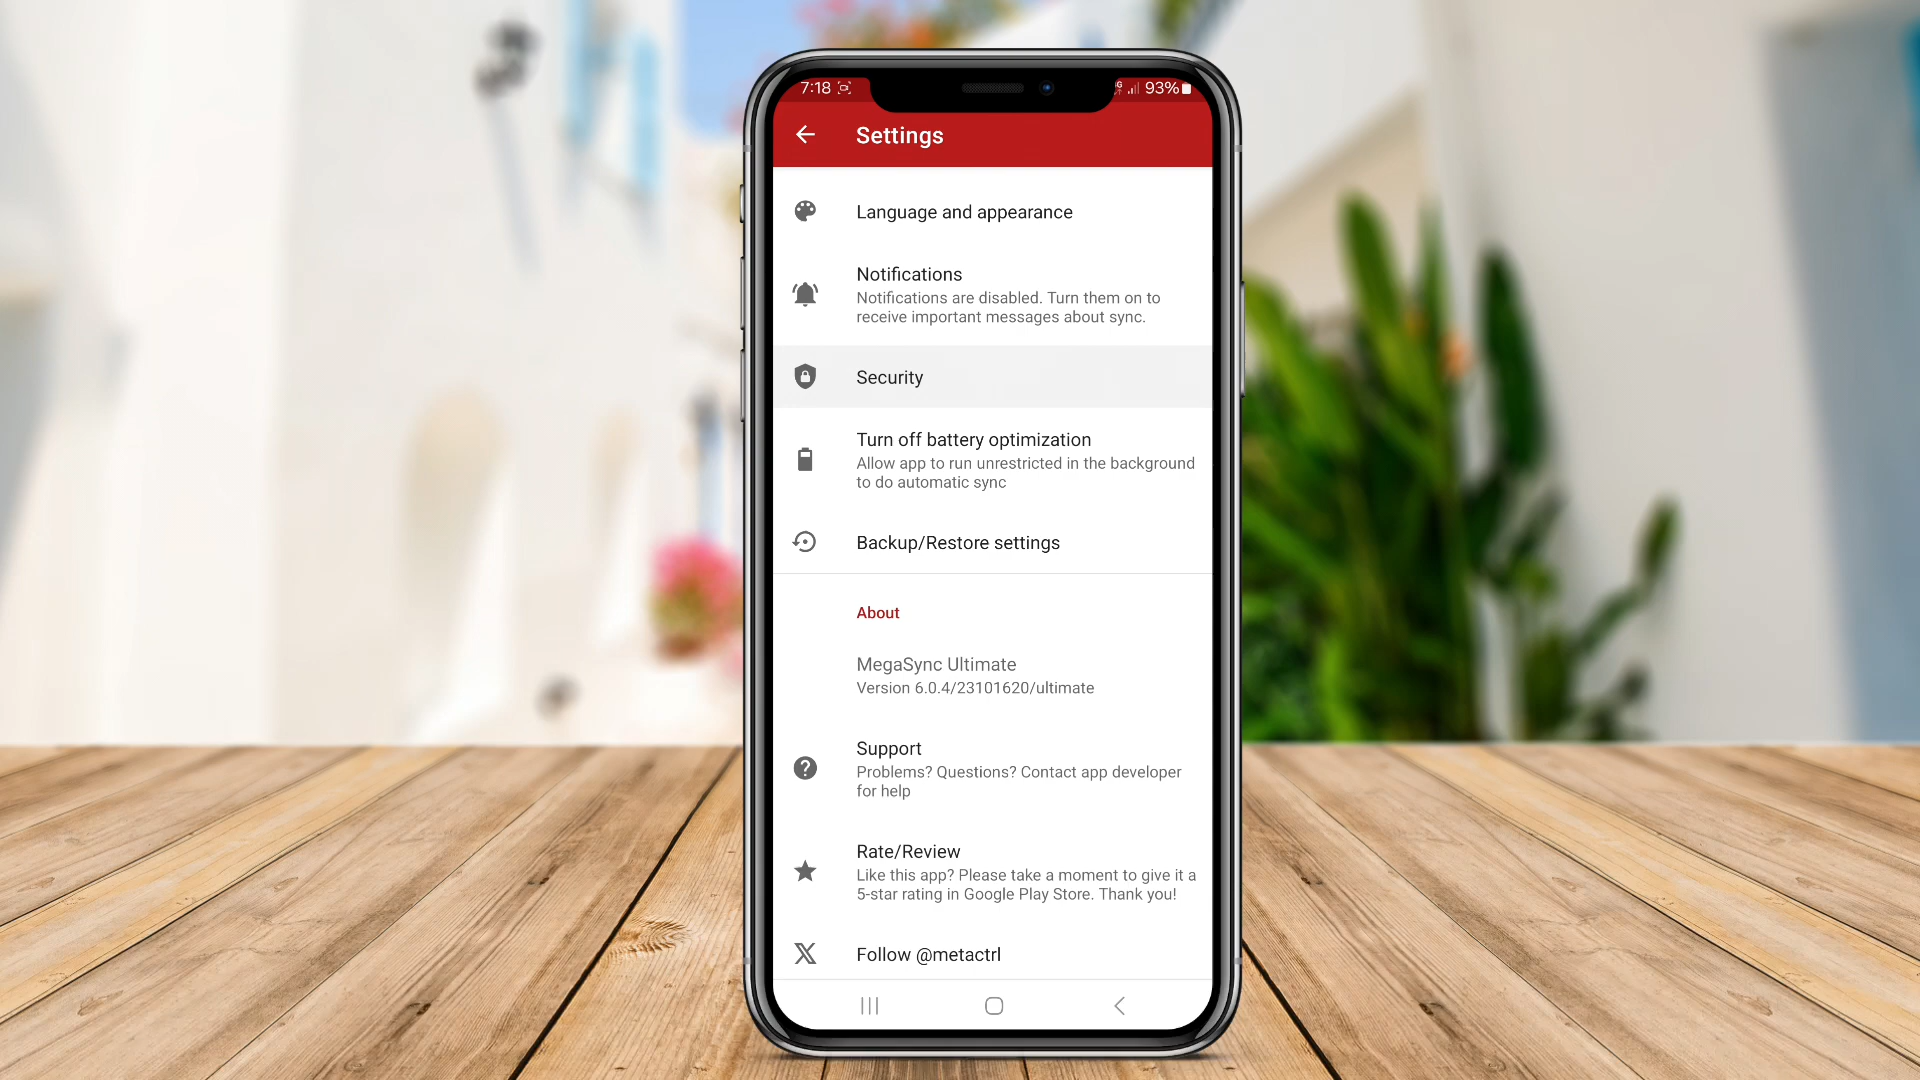 7:18 93%
Settings
Language and appearance
Notifications
Notifications are disabled. Turn them on to
receive important messages about sync.
Security
Turn off battery optimization
Allow app to run unrestricted in the background
to do automatic sync
Backup/Restore settings
About
MegaSync Ultimate
Version 6.0.4/23101620/ultimate
Support
Problems? Questions? Contact app developer
for help
Rate/Review
Like this app? Please take a moment to give it a
5-star rating in Google Play Store. Thank you!
Follow @metactrl